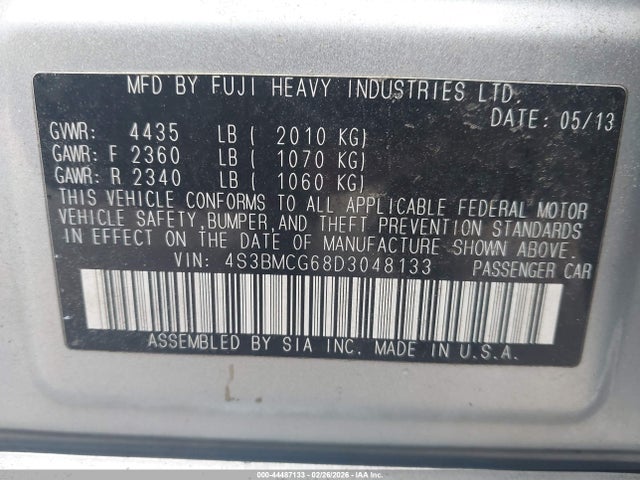 MFD BY FUJI HEAVY INDUSTRIES LTD.
DATE: 05/13
GVWR: 4435 LB ( 2010 KG)
GAWR: F 2360 LB ( 1070 KG)
GAWR: R 2340 LB ( 1060 KG)
THIS VEHICLE CONFORMS TO ALL APPLICABLE FEDERAL MOTOR
VEHICLE SAFETY,BUMPER,AND THEFT PREVENTION STANDARDS
IN EFFECT ON THE DATE OF MANUFACTURE SHOWN ABOVE.
VIN: 4S3BMCG68D3048133 PASSENGER CAR
ASSEMBLED BY SIA INC. MADE IN U.S.A.
000-44487133 - 02/26/2026 - IAA Inc.